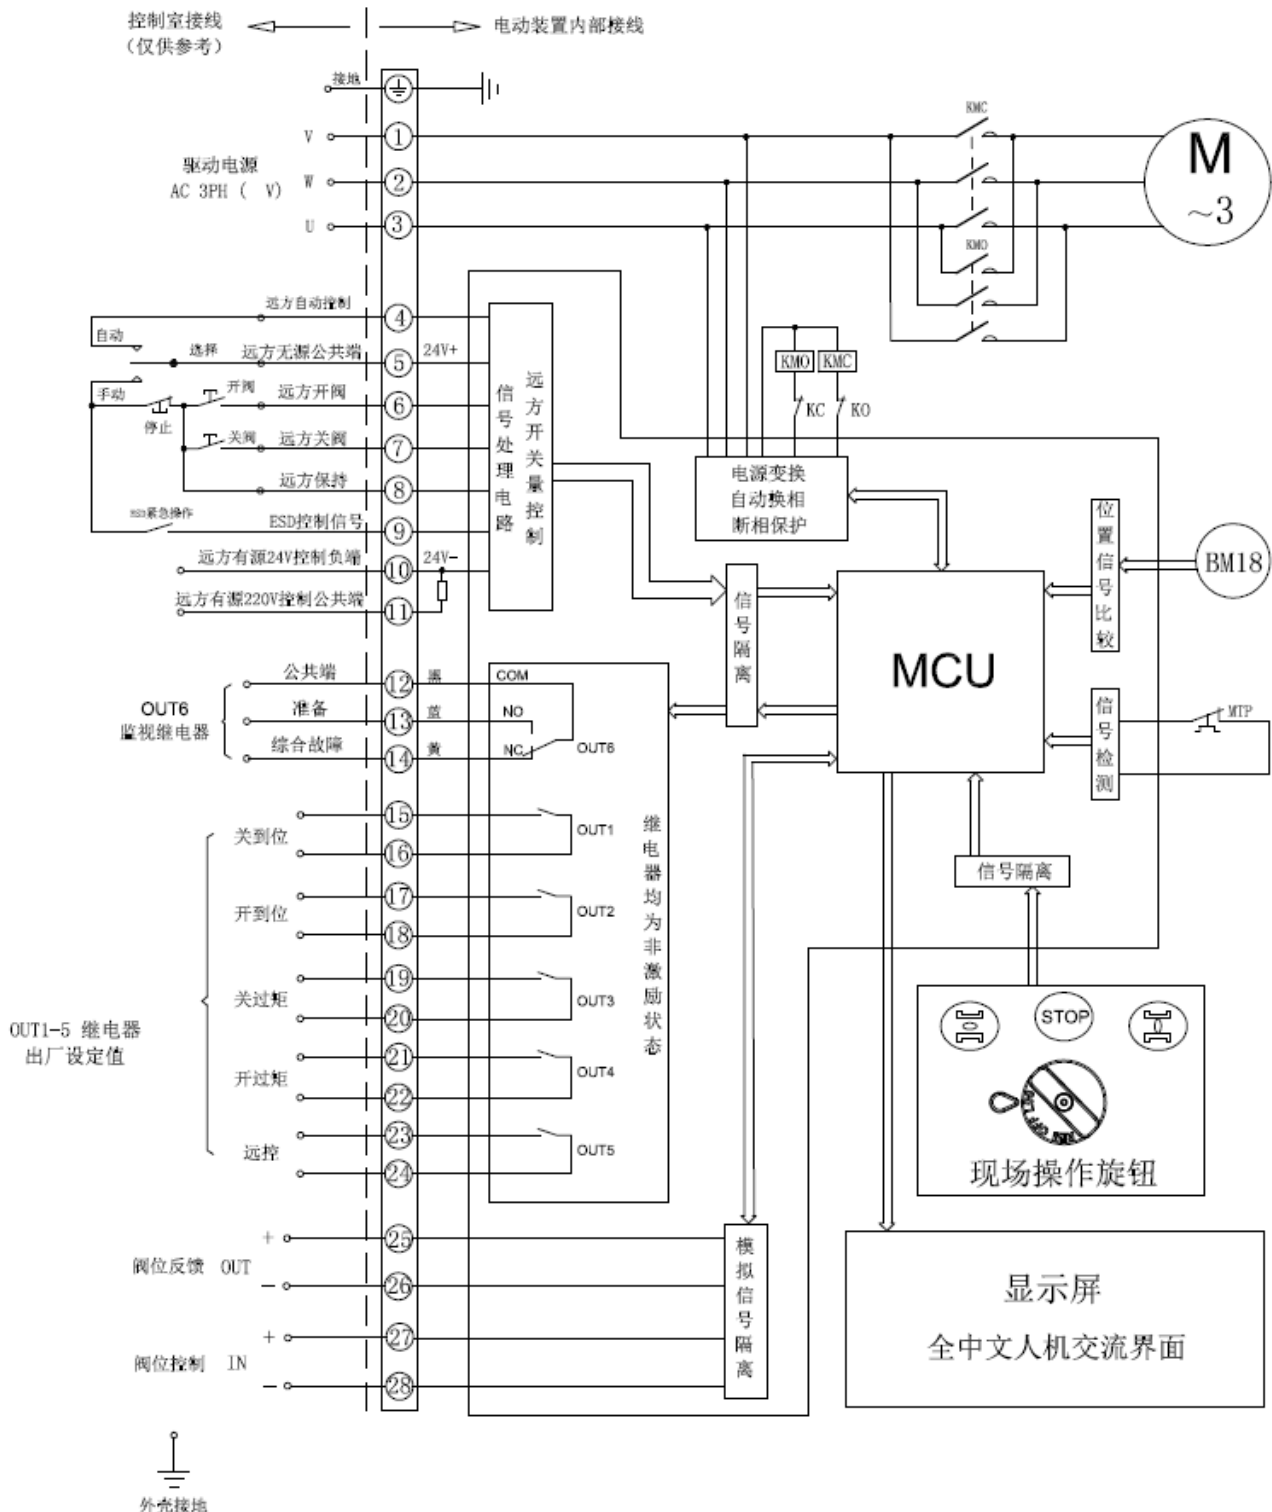 控制室接线
(仅供参考)
电动装置内部接线
接地
V
1
驱动电源
AC 3PH ( V)
W
2
U
3
KMC
KMO
M
~3
远方自动控制
4
自动
选择
远方无源公共端
5
24V+
手动
停止
开阀
远方开阀
6
关阀
远方关阀
7
远方保持
8
ESD紧急操作
ESD控制信号
9
远方有源24V控制负端
10
24V-
远方有源220V控制公共端
11
远方开关量控制
信号处理电路
KMO
KMC
KC
KO
电源变换
自动换相
断相保护
信号隔离
MCU
位置信号比较
BM18
信号检测
MTP
OUT6
监视继电器
公共端
12
黑
COM
准备
13
蓝
NO
综合故障
14
黄
NC
OUT6
继电器均为非激励状态
OUT1-5 继电器
出厂设定值
关到位
15
16
OUT1
开到位
17
18
OUT2
关过矩
19
20
OUT3
开过矩
21
22
OUT4
远控
23
24
OUT5
信号隔离
STOP
OFF
现场操作旋钮
阀位反馈 OUT
+
25
-
26
阀位控制 IN
+
27
-
28
模拟信号隔离
显示屏
全中文人机交流界面
外壳接地